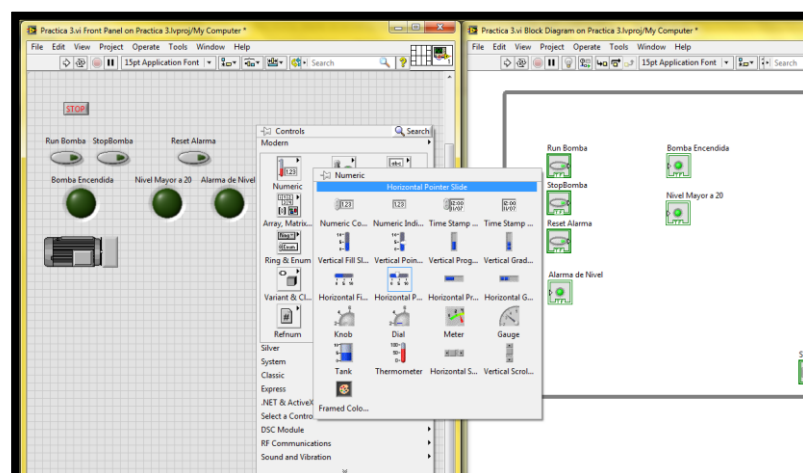 Practica 3.vi Front Panel on Practica 3.lvproj/My Computer *
File Edit View Project Operate Tools Window Help
15pt Application Font
Search
STOP
Run Bomba StopBomba Reset Alarma
Bomba Encendida Nivel Mayor a 20 Alarma de Nivel
Controls
Search
Modern
Numeric
Array, Matrix...
Ring & Enum
Variant & Cl...
Refnum
Silver
System
Classic
Express
.NET & ActiveX
Select a Contro
DSC Module
RF Communications
Sound and Vibration
Numeric
Horizontal Pointer Slide
Numeric Co... Numeric Indi... Time Stamp ... Time Stamp ...
Vertical Fill Sl... Vertical Poin... Vertical Prog... Vertical Grad...
Horizontal Fi... Horizontal P... Horizontal Pr... Horizontal G...
Knob Dial Meter Gauge
Tank Thermometer Horizontal S... Vertical Scrol...
Framed Colo...
Practica 3.vi Block Diagram on Practica 3.lvproj/My Computer *
File Edit View Project Operate Tools Window Help
15pt Application Font
Search
Run Bomba
StopBomba
Reset Alarma
Alarma de Nivel
Bomba Encendida
Nivel Mayor a 20